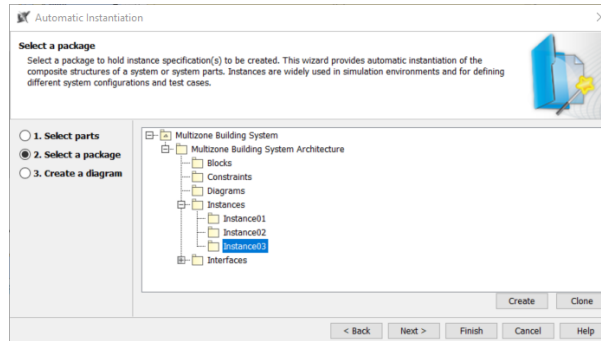 Automatic Instantiation
Select a package
Select a package to hold instance specification(s) to be created. This wizard provides automatic instantiation of the
composite structures of a system or system parts. Instances are widely used in simulation environments and for defining
different system configurations and test cases.
1. Select parts
2. Select a package
3. Create a diagram
Multizone Building System
Multizone Building System Architecture
Blocks
Constraints
Diagrams
Instances
Instance01
Instance02
Instance03
Interfaces
Create
Clone
< Back
Next >
Finish
Cancel
Help